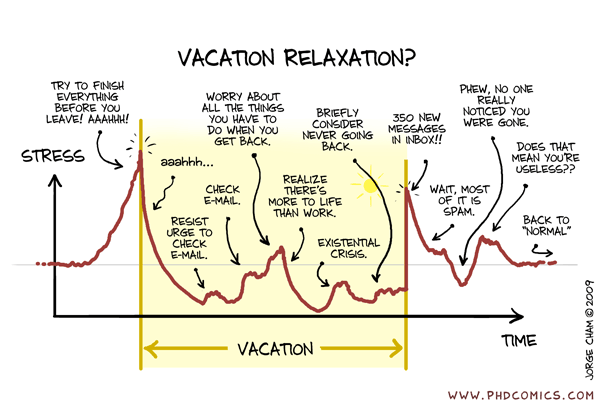 VACATION RELAXATION?
TRY TO FINISH
EVERYTHING
BEFORE YOU
LEAVE! AAAHHH!
STRESS
aaahhh...
RESIST
URGE TO
CHECK
E-MAIL.
CHECK
E-MAIL.
WORRY ABOUT
ALL THE THINGS
YOU HAVE TO
DO WHEN YOU
GET BACK.
REALIZE
THERE'S
MORE TO LIFE
THAN WORK.
EXISTENTIAL
CRISIS.
BRIEFLY
CONSIDER
NEVER GOING
BACK.
350 NEW
MESSAGES
IN INBOX!!
WAIT, MOST
OF IT IS
SPAM.
PHEW, NO ONE
REALLY
NOTICED YOU
WERE GONE.
DOES THAT
MEAN YOU'RE
USELESS??
BACK TO
"NORMAL"
TIME
VACATION
JORGE CHAM © 2009
WWW.PHDCOMICS.COM